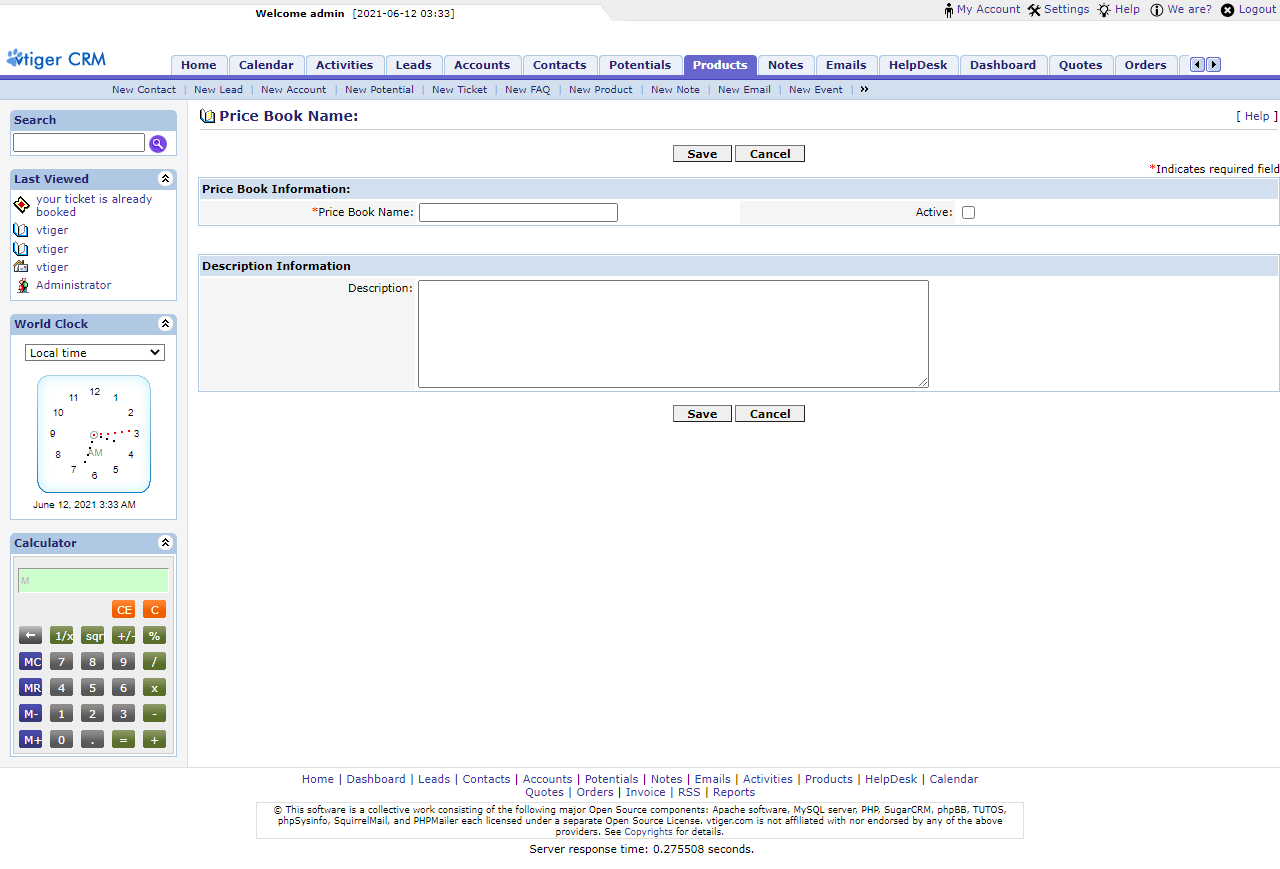 Welcome admin [2021-06-12 03:33]
My Account Settings Help We are? Logout
vtiger CRM
Home Calendar Activities Leads Accounts Contacts Potentials Products Notes Emails HelpDesk Dashboard Quotes Orders
New Contact | New Lead | New Account | New Potential | New Ticket | New FAQ | New Product | New Note | New Email | New Event | »
Search
Last Viewed
your ticket is already
booked
vtiger
vtiger
vtiger
Administrator
World Clock
Local time
12
11 1
10 2
9 3
AM
8 4
7 5
6
June 12, 2021 3:33 AM
Calculator
M
CE C
← 1/x sqr +/- %
MC 7 8 9 /
MR 4 5 6 x
M- 1 2 3 -
M+ 0 . = +
Price Book Name:
[ Help ]
Save Cancel
*Indicates required field
Price Book Information:
*Price Book Name: Active:
Description Information
Description:
Save Cancel
Home | Dashboard | Leads | Contacts | Accounts | Potentials | Notes | Emails | Activities | Products | HelpDesk | Calendar
Quotes | Orders | Invoice | RSS | Reports
© This software is a collective work consisting of the following major Open Source components: Apache software, MySQL server, PHP, SugarCRM, phpBB, TUTOS,
phpSysinfo, SquirrelMail, and PHPMailer each licensed under a separate Open Source License. vtiger.com is not affiliated with nor endorsed by any of the above
providers. See Copyrights for details.
Server response time: 0.275508 seconds.